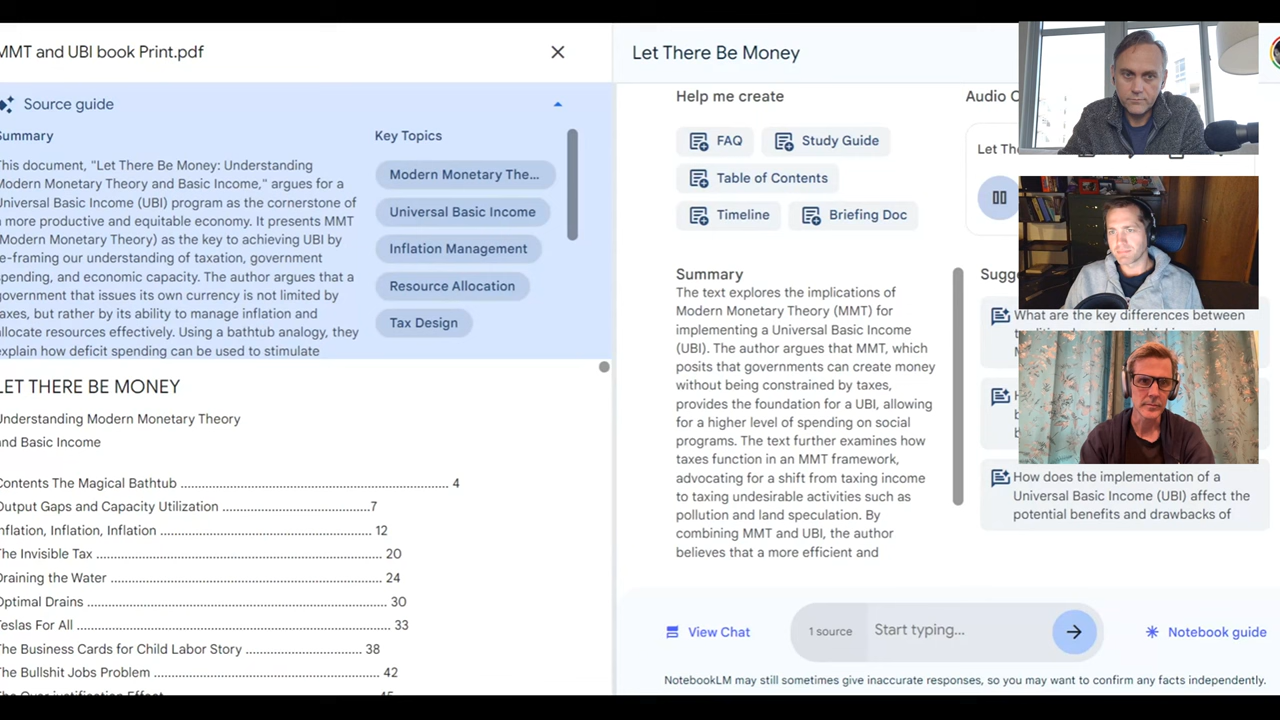 MMT and UBI book Print.pdf
Source guide
Summary
This document, "Let There Be Money: Understanding
Modern Monetary Theory and Basic Income," argues for a
Universal Basic Income (UBI) program as the cornerstone of
a more productive and equitable economy. It presents MMT
(Modern Monetary Theory) as the key to achieving UBI by
re-framing our understanding of taxation, government
spending, and economic capacity. The author argues that a
government that issues its own currency is not limited by
taxes, but rather by its ability to manage inflation and
allocate resources effectively. Using a bathtub analogy, they
explain how deficit spending can be used to stimulate
Key Topics
Modern Monetary The...
Universal Basic Income
Inflation Management
Resource Allocation
Tax Design
LET THERE BE MONEY
Understanding Modern Monetary Theory
and Basic Income
Contents The Magical Bathtub ........................................................ 4
Output Gaps and Capacity Utilization ...............................7
Inflation, Inflation, Inflation ............................................. 12
The Invisible Tax ............................................................ 20
Draining the Water ......................................................... 24
Optimal Drains ............................................................... 30
Teslas For All ................................................................. 33
The Business Cards for Child Labor Story ........................... 38
The Bullshit Jobs Problem ............................................... 42
Let There Be Money
Help me create
FAQ
Study Guide
Table of Contents
Timeline
Briefing Doc
Summary
The text explores the implications of
Modern Monetary Theory (MMT) for
implementing a Universal Basic Income
(UBI). The author argues that MMT, which
posits that governments can create money
without being constrained by taxes,
provides the foundation for a UBI, allowing
for a higher level of spending on social
programs. The text further examines how
taxes function in an MMT framework,
advocating for a shift from taxing income
to taxing undesirable activities such as
pollution and land speculation. By
combining MMT and UBI, the author
believes that a more efficient and
Audio
Let
What are the key differences between
How does the implementation of a
Universal Basic Income (UBI) affect the
potential benefits and drawbacks of
View Chat
1 source
Start typing...
Notebook guide
NotebookLM may still sometimes give inaccurate responses, so you may want to confirm any facts independently.